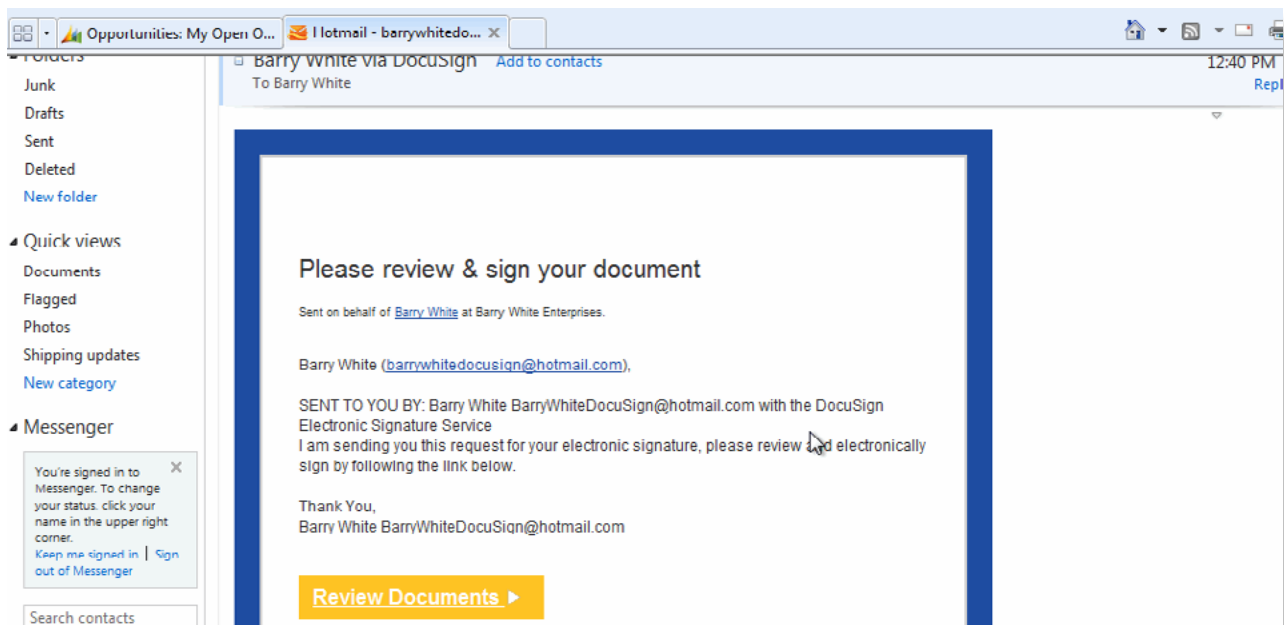 Opportunities: My Open O...
Hotmail - barrywhitedo...
Folders
Junk
Drafts
Sent
Deleted
New folder
Quick views
Documents
Flagged
Photos
Shipping updates
New category
Messenger
You're signed in to
Messenger. To change
your status, click your
name in the upper right
corner.
Keep me signed in | Sign
out of Messenger
Search contacts
Barry White via DocuSign Add to contacts
12:40 PM
To Barry White
Repl
Please review & sign your document
Sent on behalf of Barry White at Barry White Enterprises.
Barry White (barrywhitedocusign@hotmail.com),
SENT TO YOU BY: Barry White BarryWhiteDocuSign@hotmail.com with the DocuSign
Electronic Signature Service
I am sending you this request for your electronic signature, please review and electronically
sign by following the link below.
Thank You,
Barry White BarryWhiteDocuSign@hotmail.com
Review Documents